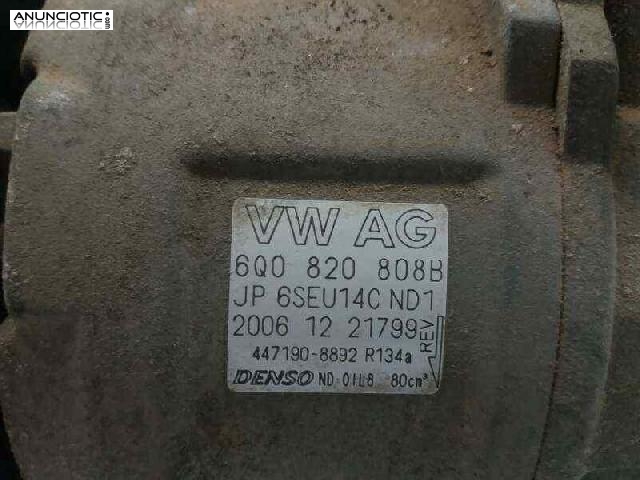 ANUNCIOTIC.es
VW AG
6Q0 820 808B
JP 6SEU14C ND1
2006 12 21799
REV
447190-8892 R134a
DENSO ND-OIL8 80cm³